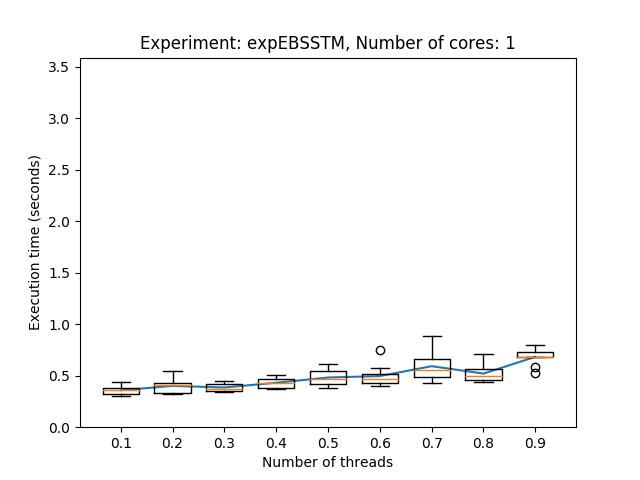 Experiment: expEBSSTM, Number of cores: 1
Execution time (seconds)
3.5
3.0
2.5
2.0
1.5
1.0
0.5
0.0
0.1 0.2 0.3 0.4 0.5 0.6 0.7 0.8 0.9
Number of threads